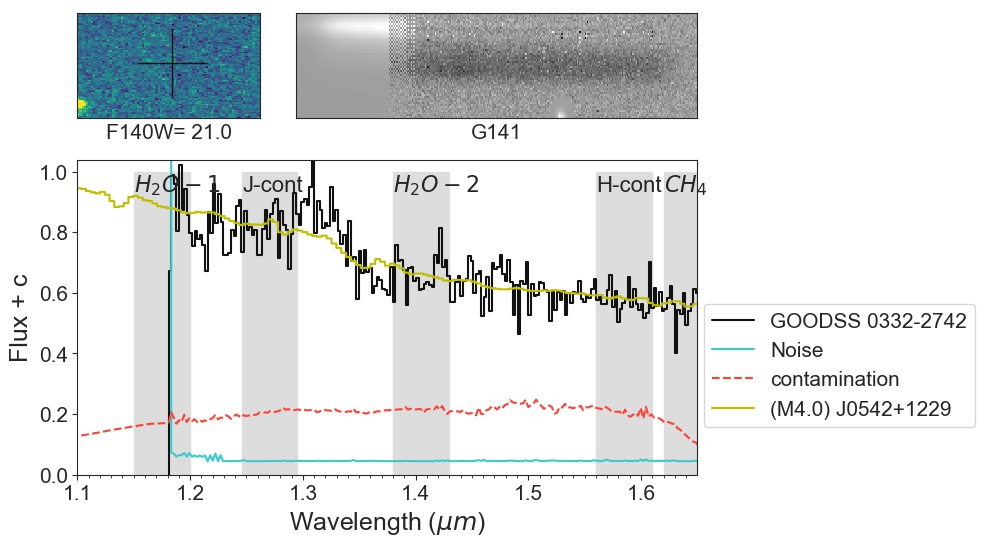 F140W= 21.0
G141
H₂O − 1
J-cont
H₂O − 2
H-cont
CH₄
1.0
0.8
0.6
0.4
0.2
0.0
Flux + c
1.1
1.2
1.3
1.4
1.5
1.6
Wavelength (μm)
GOODSS 0332-2742
Noise
contamination
(M4.0) J0542+1229